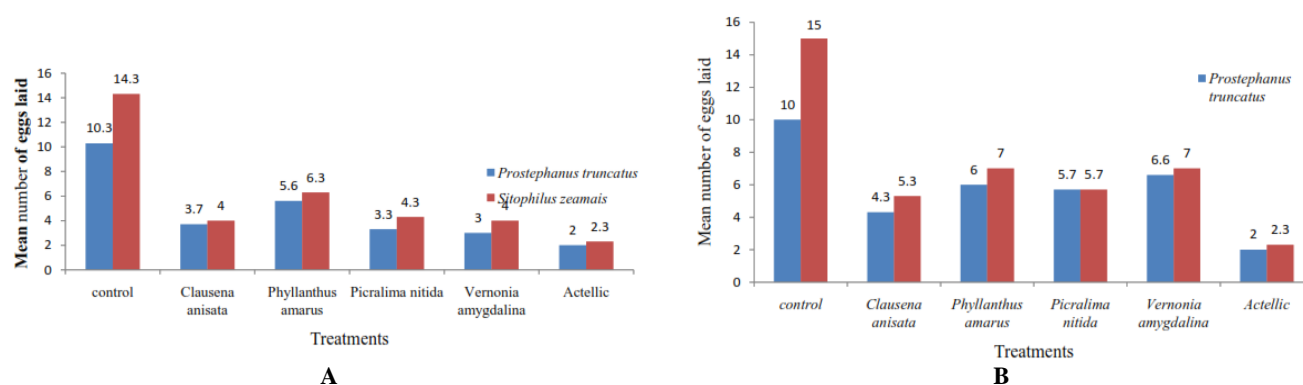 Mean number of eggs laid
16
14
12
10
8
6
4
2
0
10.3
14.3
3.7
4
5.6
6.3
3.3
4.3
3
4
2
2.3
Prostephanus truncatus
Sitophilus zeamais
control
Clausena
anisata
Phyllanthus
amarus
Picralima nitida
Vernonia
amygdalina
Actellic
Treatments
A
Mean number of eggs laid
16
14
12
10
8
6
4
2
0
10
15
4.3
5.3
6
7
5.7
5.7
6.6
7
2
2.3
Prostephanus
truncatus
control
Clausena
anisata
Phyllanthus
amarus
Picralima
nitida
Vernonia
amygdalina
Actellic
Treatments
B